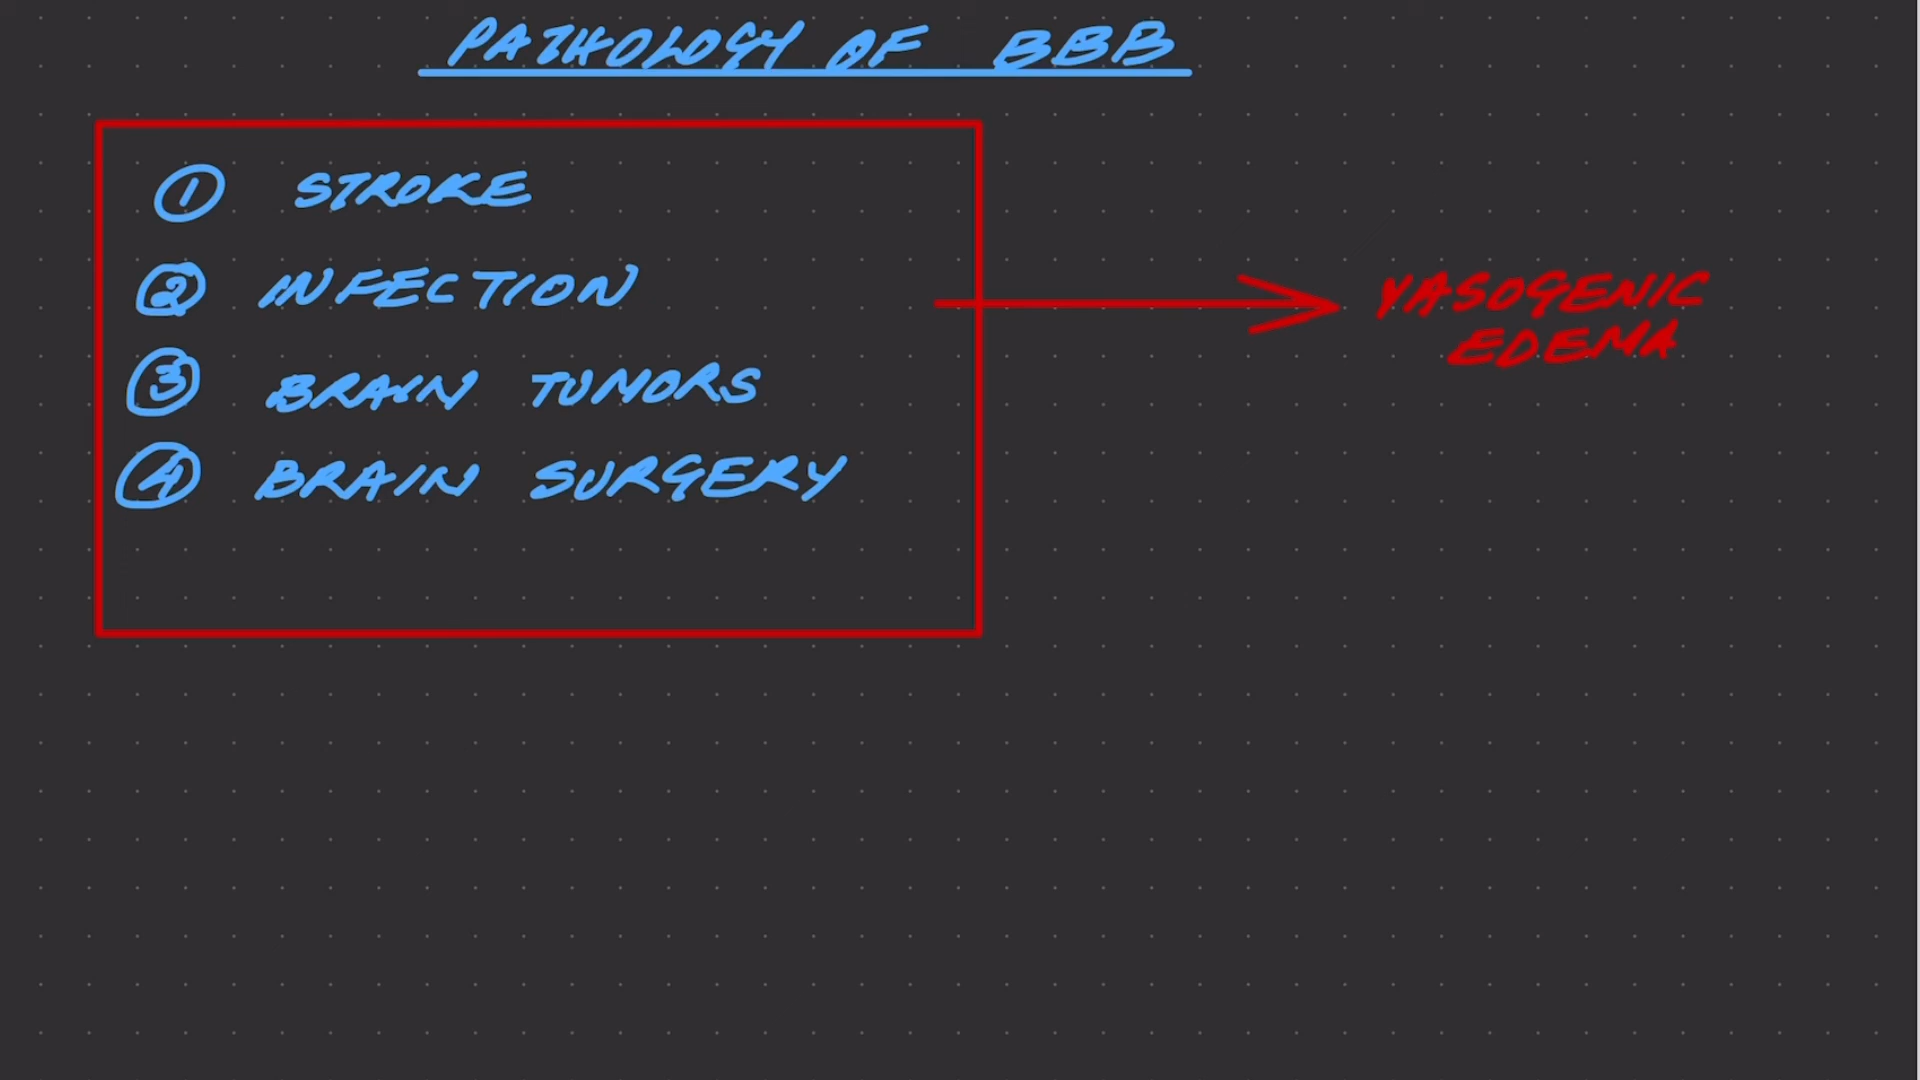 PATHOLOGY OF BBB
① STROKE
② INFECTION
③ BRAIN TUMORS
④ BRAIN SURGERY
VASOGENIC
EDEMA